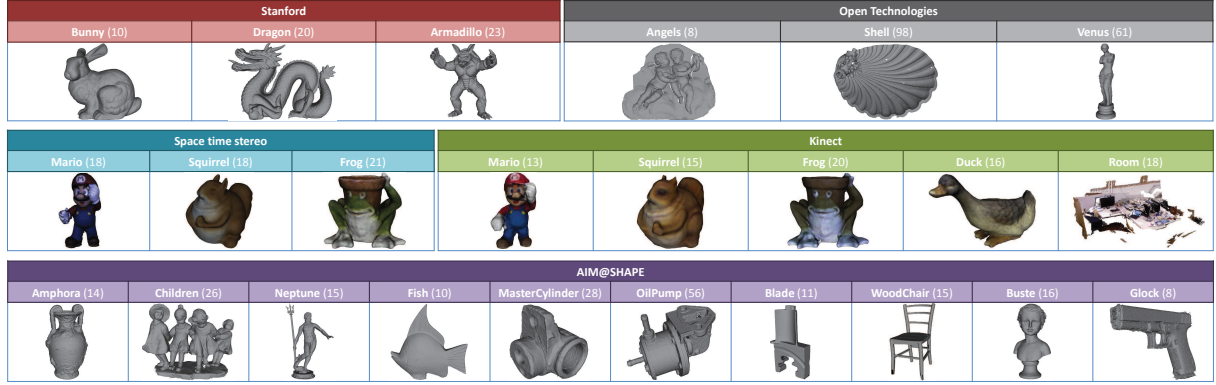 Stanford
Open Technologies
Bunny (10) Dragon (20) Armadillo (23) Angels (8) Shell (98) Venus (61)
Space time stereo
Kinect
Mario (18) Squirrel (18) Frog (21) Mario (13) Squirrel (15) Frog (20) Duck (16) Room (18)
AIM@SHAPE
Amphora (14) Children (26) Neptune (15) Fish (10) MasterCylinder (28) OilPump (56) Blade (11) WoodChair (15) Buste (16) Glock (8)